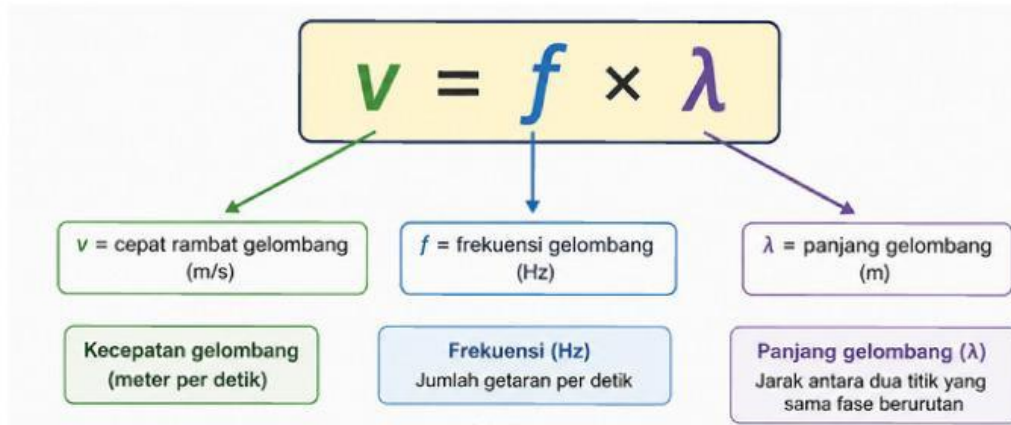 v = f × λ
v = cepat rambat gelombang
(m/s)
f = frekuensi gelombang
(Hz)
λ = panjang gelombang
(m)
Kecepatan gelombang
(meter per detik)
Frekuensi (Hz)
Jumlah getaran per detik
Panjang gelombang (λ)
Jarak antara dua titik yang
sama fase berurutan